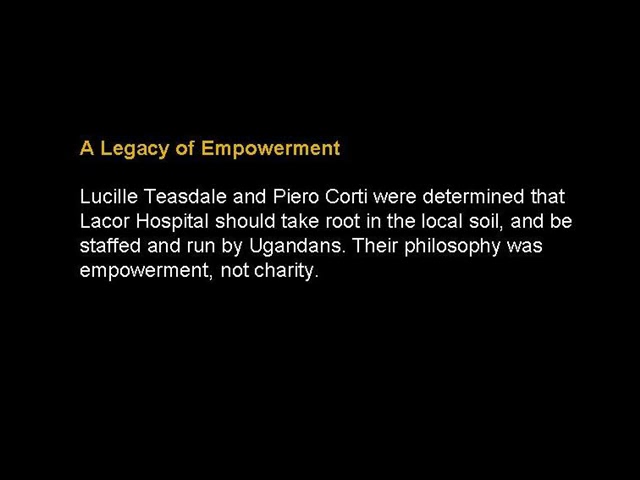 A Legacy of Empowerment
Lucille Teasdale and Piero Corti were determined that
Lacor Hospital should take root in the local soil, and be
staffed and run by Ugandans. Their philosophy was
empowerment, not charity.